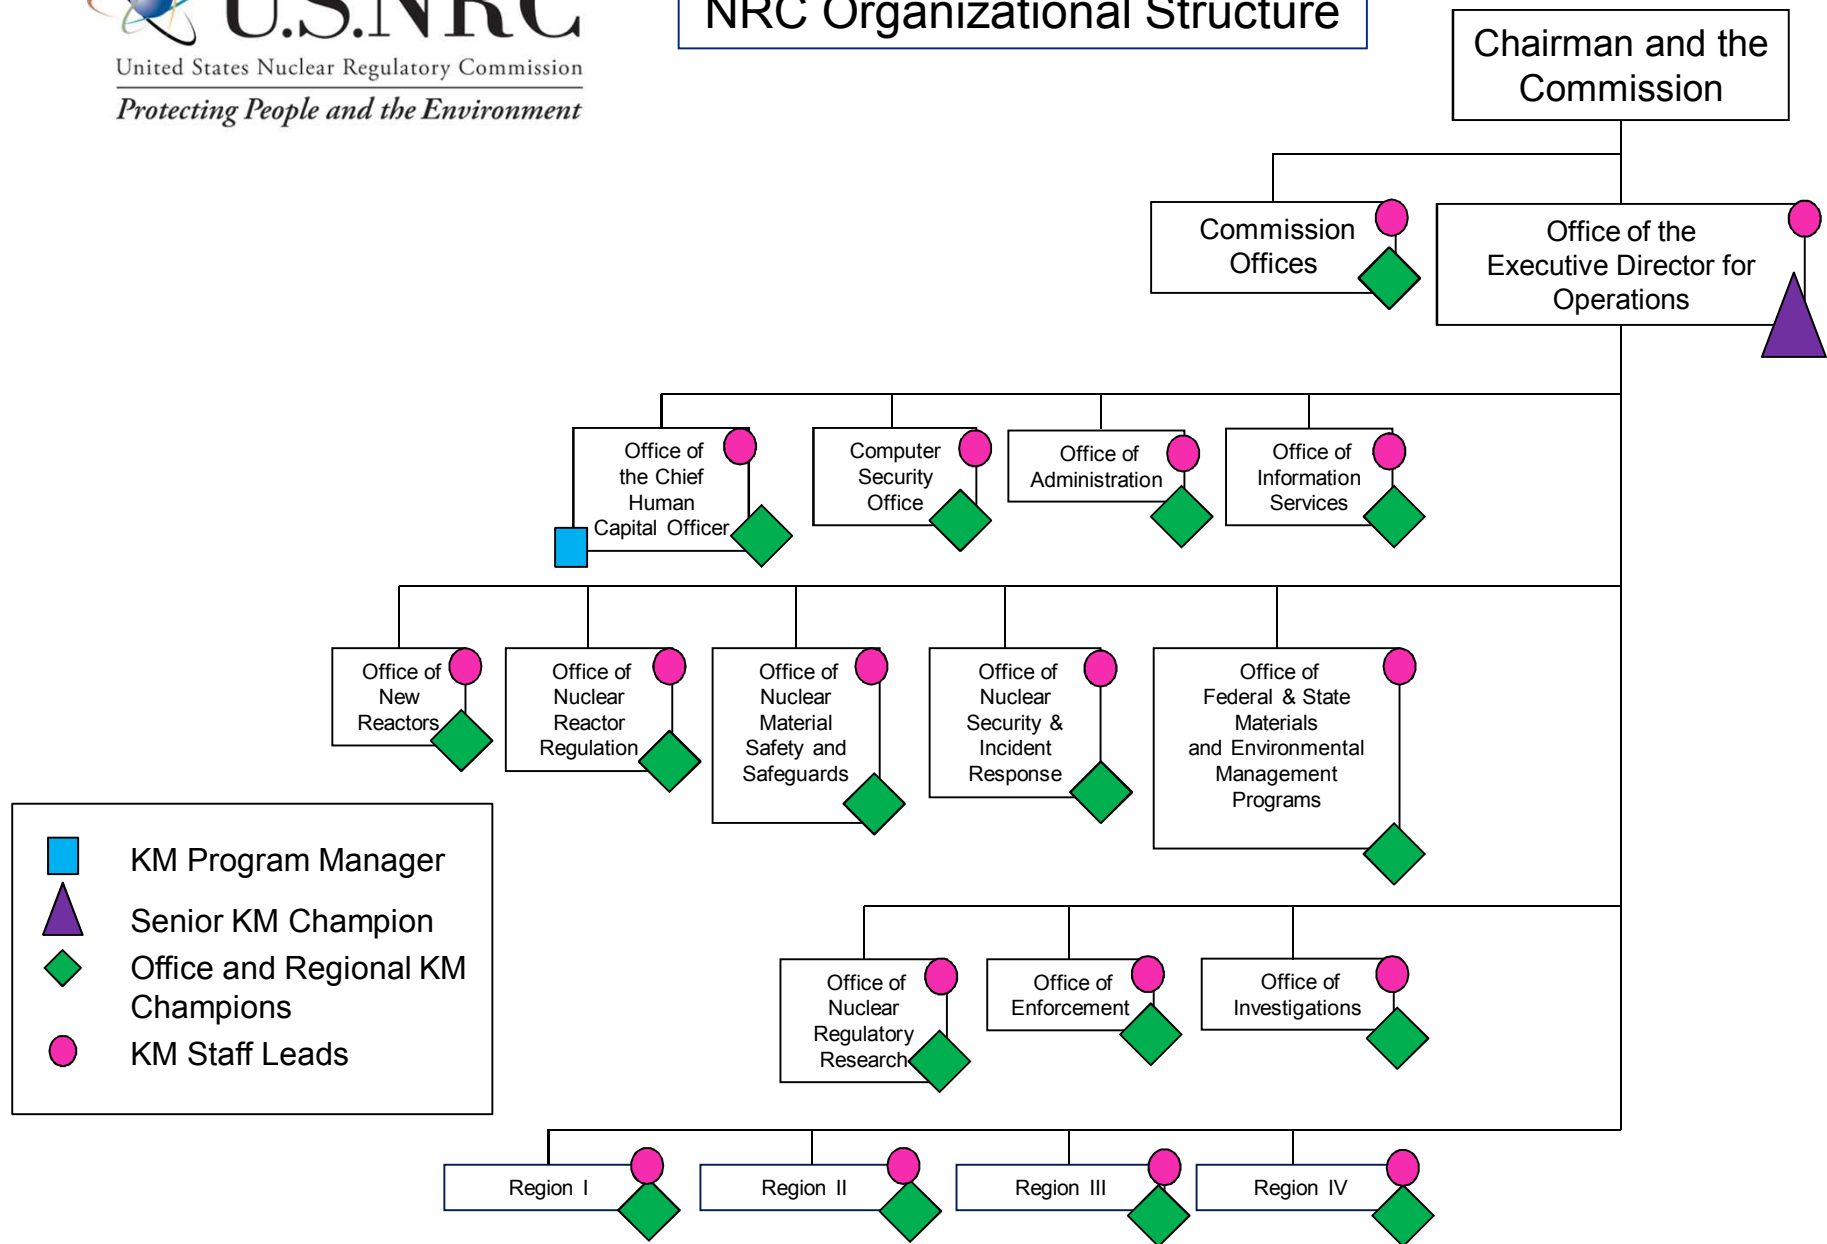 U.S.NRC
United States Nuclear Regulatory Commission
Protecting People and the Environment
NRC Organizational Structure
Chairman and the
Commission
Commission
Offices
Office of the
Executive Director for
Operations
Office of
the Chief
Human
Capital Officer
Computer
Security
Office
Office of
Administration
Office of
Information
Services
Office of
New
Reactors
Office of
Nuclear
Reactor
Regulation
Office of
Nuclear
Material
Safety and
Safeguards
Office of
Nuclear
Security &
Incident
Response
Office of
Federal & State
Materials
and Environmental
Management
Programs
KM Program Manager
Senior KM Champion
Office and Regional KM
Champions
KM Staff Leads
Office of
Nuclear
Regulatory
Research
Office of
Enforcement
Office of
Investigations
Region I
Region II
Region III
Region IV